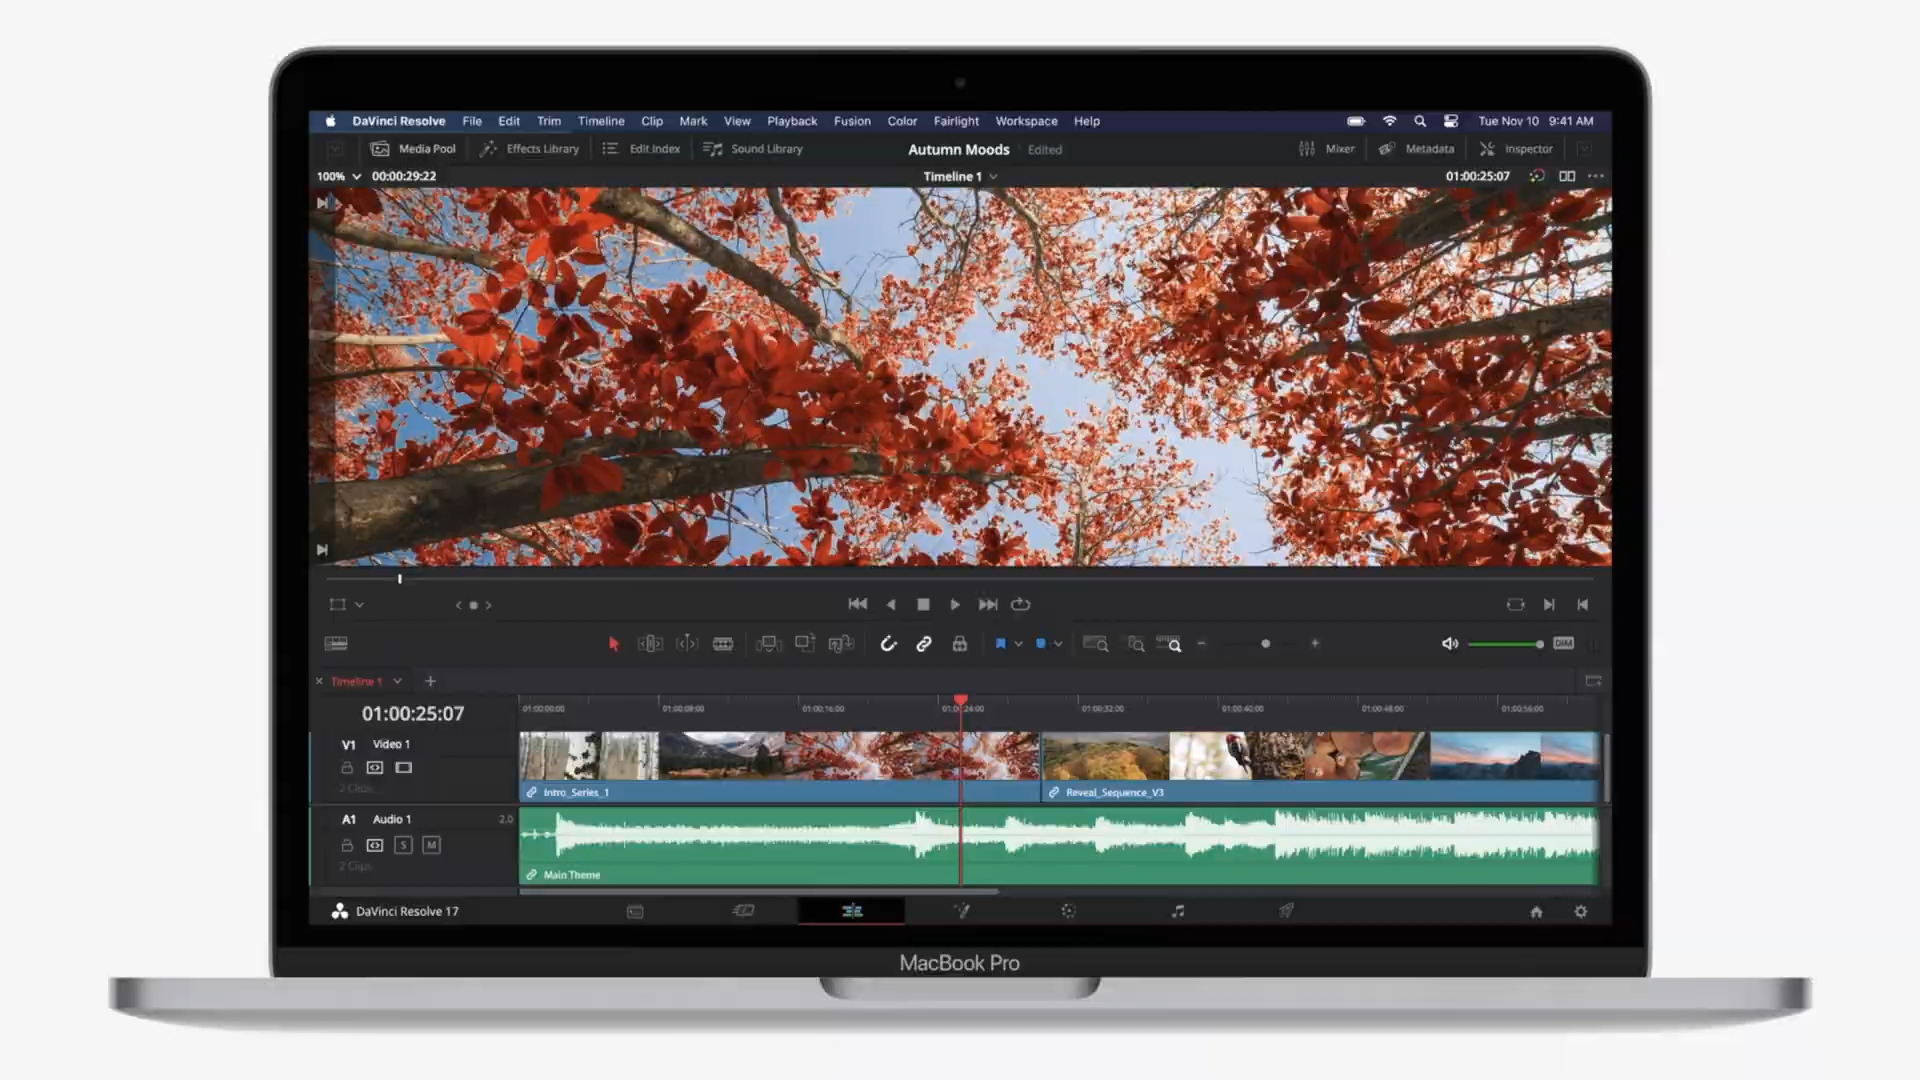 DaVinci Resolve File Edit Trim Timeline Clip Mark View Playback Fusion Color Fairlight Workspace Help Tue Nov 10 9:41 AM
Media Pool Effects Library Edit Index Sound Library Autumn Moods Edited Mixer Metadata Inspector
100% 00:00:29:22 Timeline 1 01:00:25:07
DIM
Timeline 1
01:00:25:07 01:00:00:00 01:00:08:00 01:00:16:00 01:00:24:00 01:00:32:00 01:00:40:00 01:00:48:00 01:00:56:00
V1 Video 1
2 Clips
Intro_Series_1 Reveal_Sequence_V3
A1 Audio 1 2.0
S M
2 Clips
Main Theme
DaVinci Resolve 17
MacBook Pro